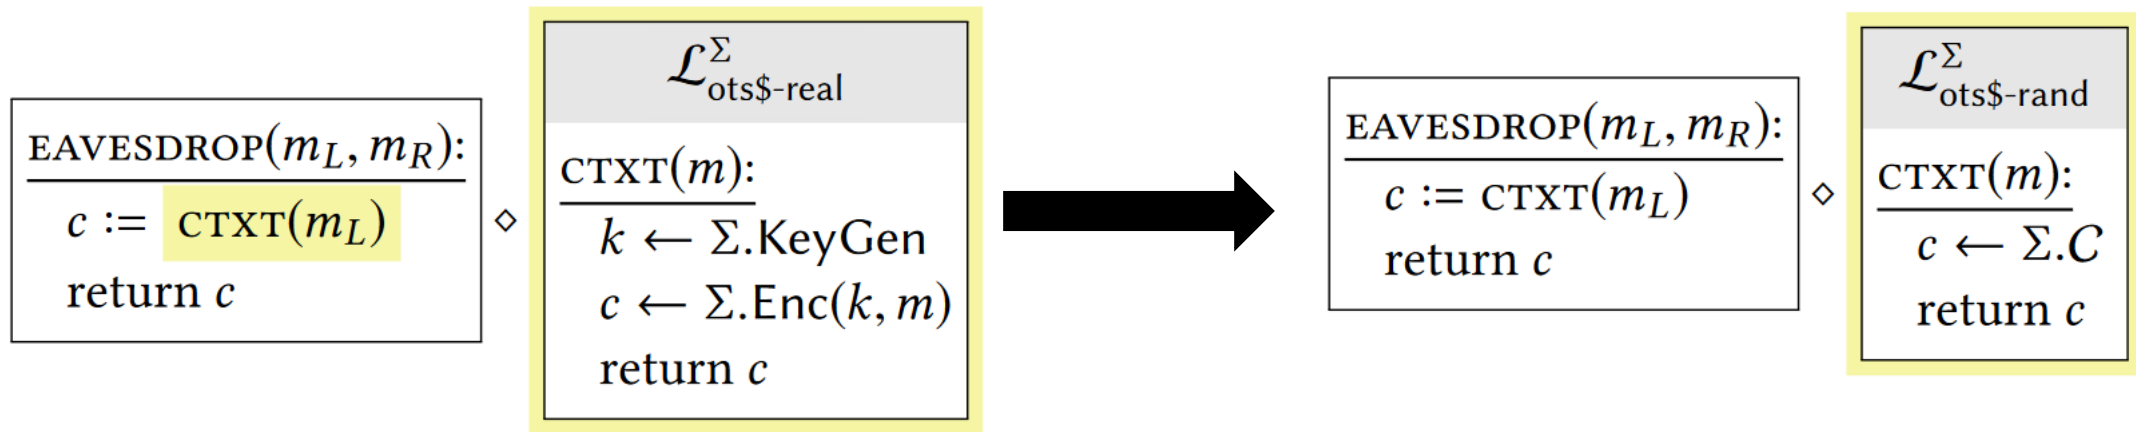 EAVESDROP(m_L, m_R):
c := CTXT(m_L)
return c
⋄
ℒ^Σ_ots$-real
CTXT(m):
k ← Σ.KeyGen
c ← Σ.Enc(k, m)
return c
EAVESDROP(m_L, m_R):
c := CTXT(m_L)
return c
⋄
ℒ^Σ_ots$-rand
CTXT(m):
c ← Σ.𝒞
return c